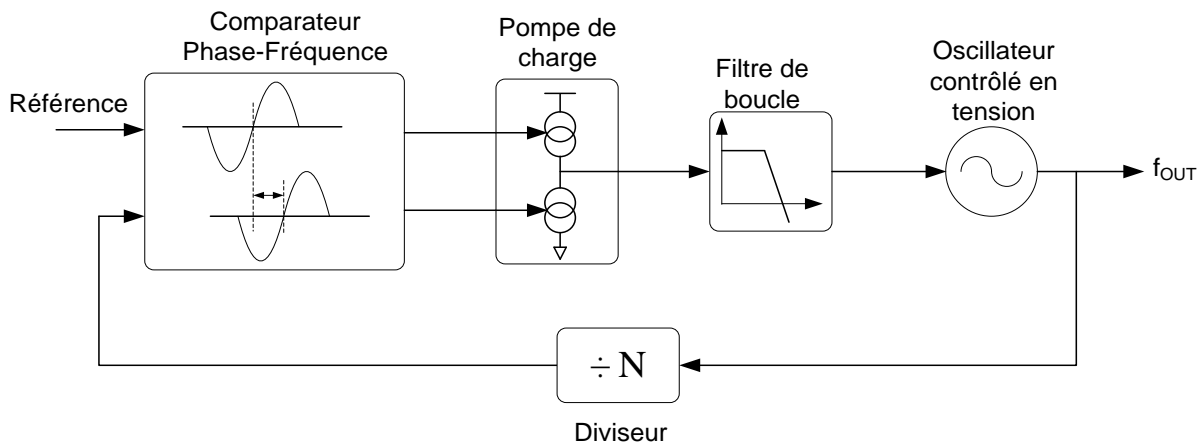 Comparateur
Phase-Fréquence
Pompe de
charge
Filtre de
boucle
Oscillateur
contrôlé en
tension
Référence
fOUT
÷ N
Diviseur